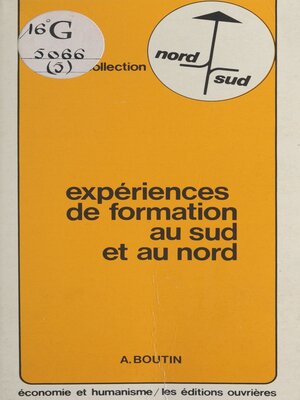 16° G
5066
(5)
collection
nord
sud
expériences
de formation
au sud
et au nord
A. BOUTIN
économie et humanisme/les éditions ouvrières